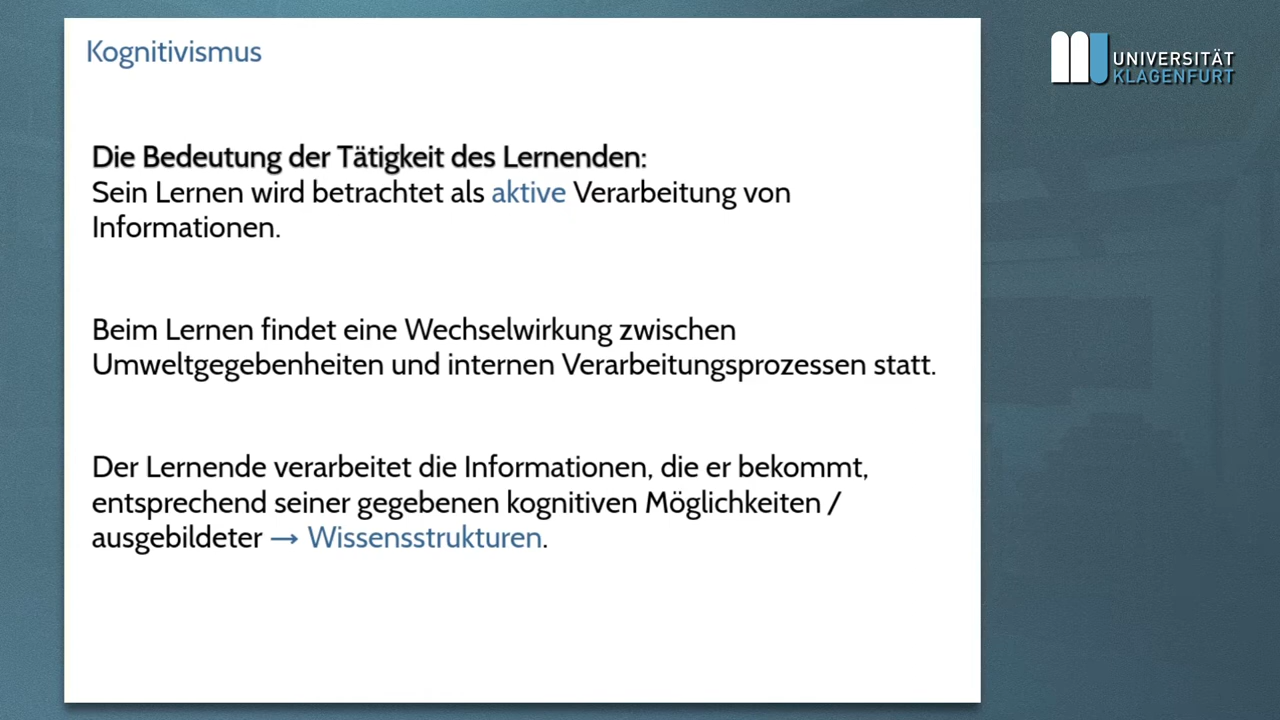 Kognitivismus
UNIVERSITÄT
KLAGENFURT
Die Bedeutung der Tätigkeit des Lernenden:
Sein Lernen wird betrachtet als aktive Verarbeitung von
Informationen.
Beim Lernen findet eine Wechselwirkung zwischen
Umweltgegebenheiten und internen Verarbeitungsprozessen statt.
Der Lernende verarbeitet die Informationen, die er bekommt,
entsprechend seiner gegebenen kognitiven Möglichkeiten /
ausgebildeter → Wissensstrukturen.